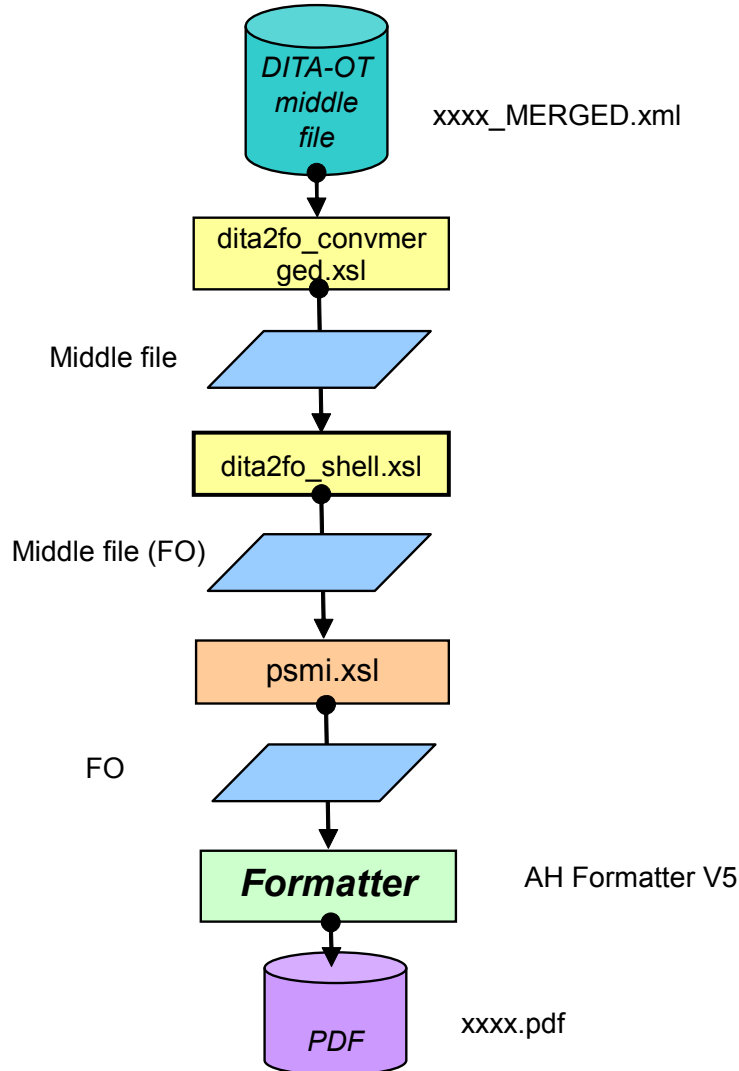 DITA-OT
middle
file
xxxx_MERGED.xml
dita2fo_convmer
ged.xsl
Middle file
dita2fo_shell.xsl
Middle file (FO)
psmi.xsl
FO
Formatter
AH Formatter V5
PDF
xxxx.pdf